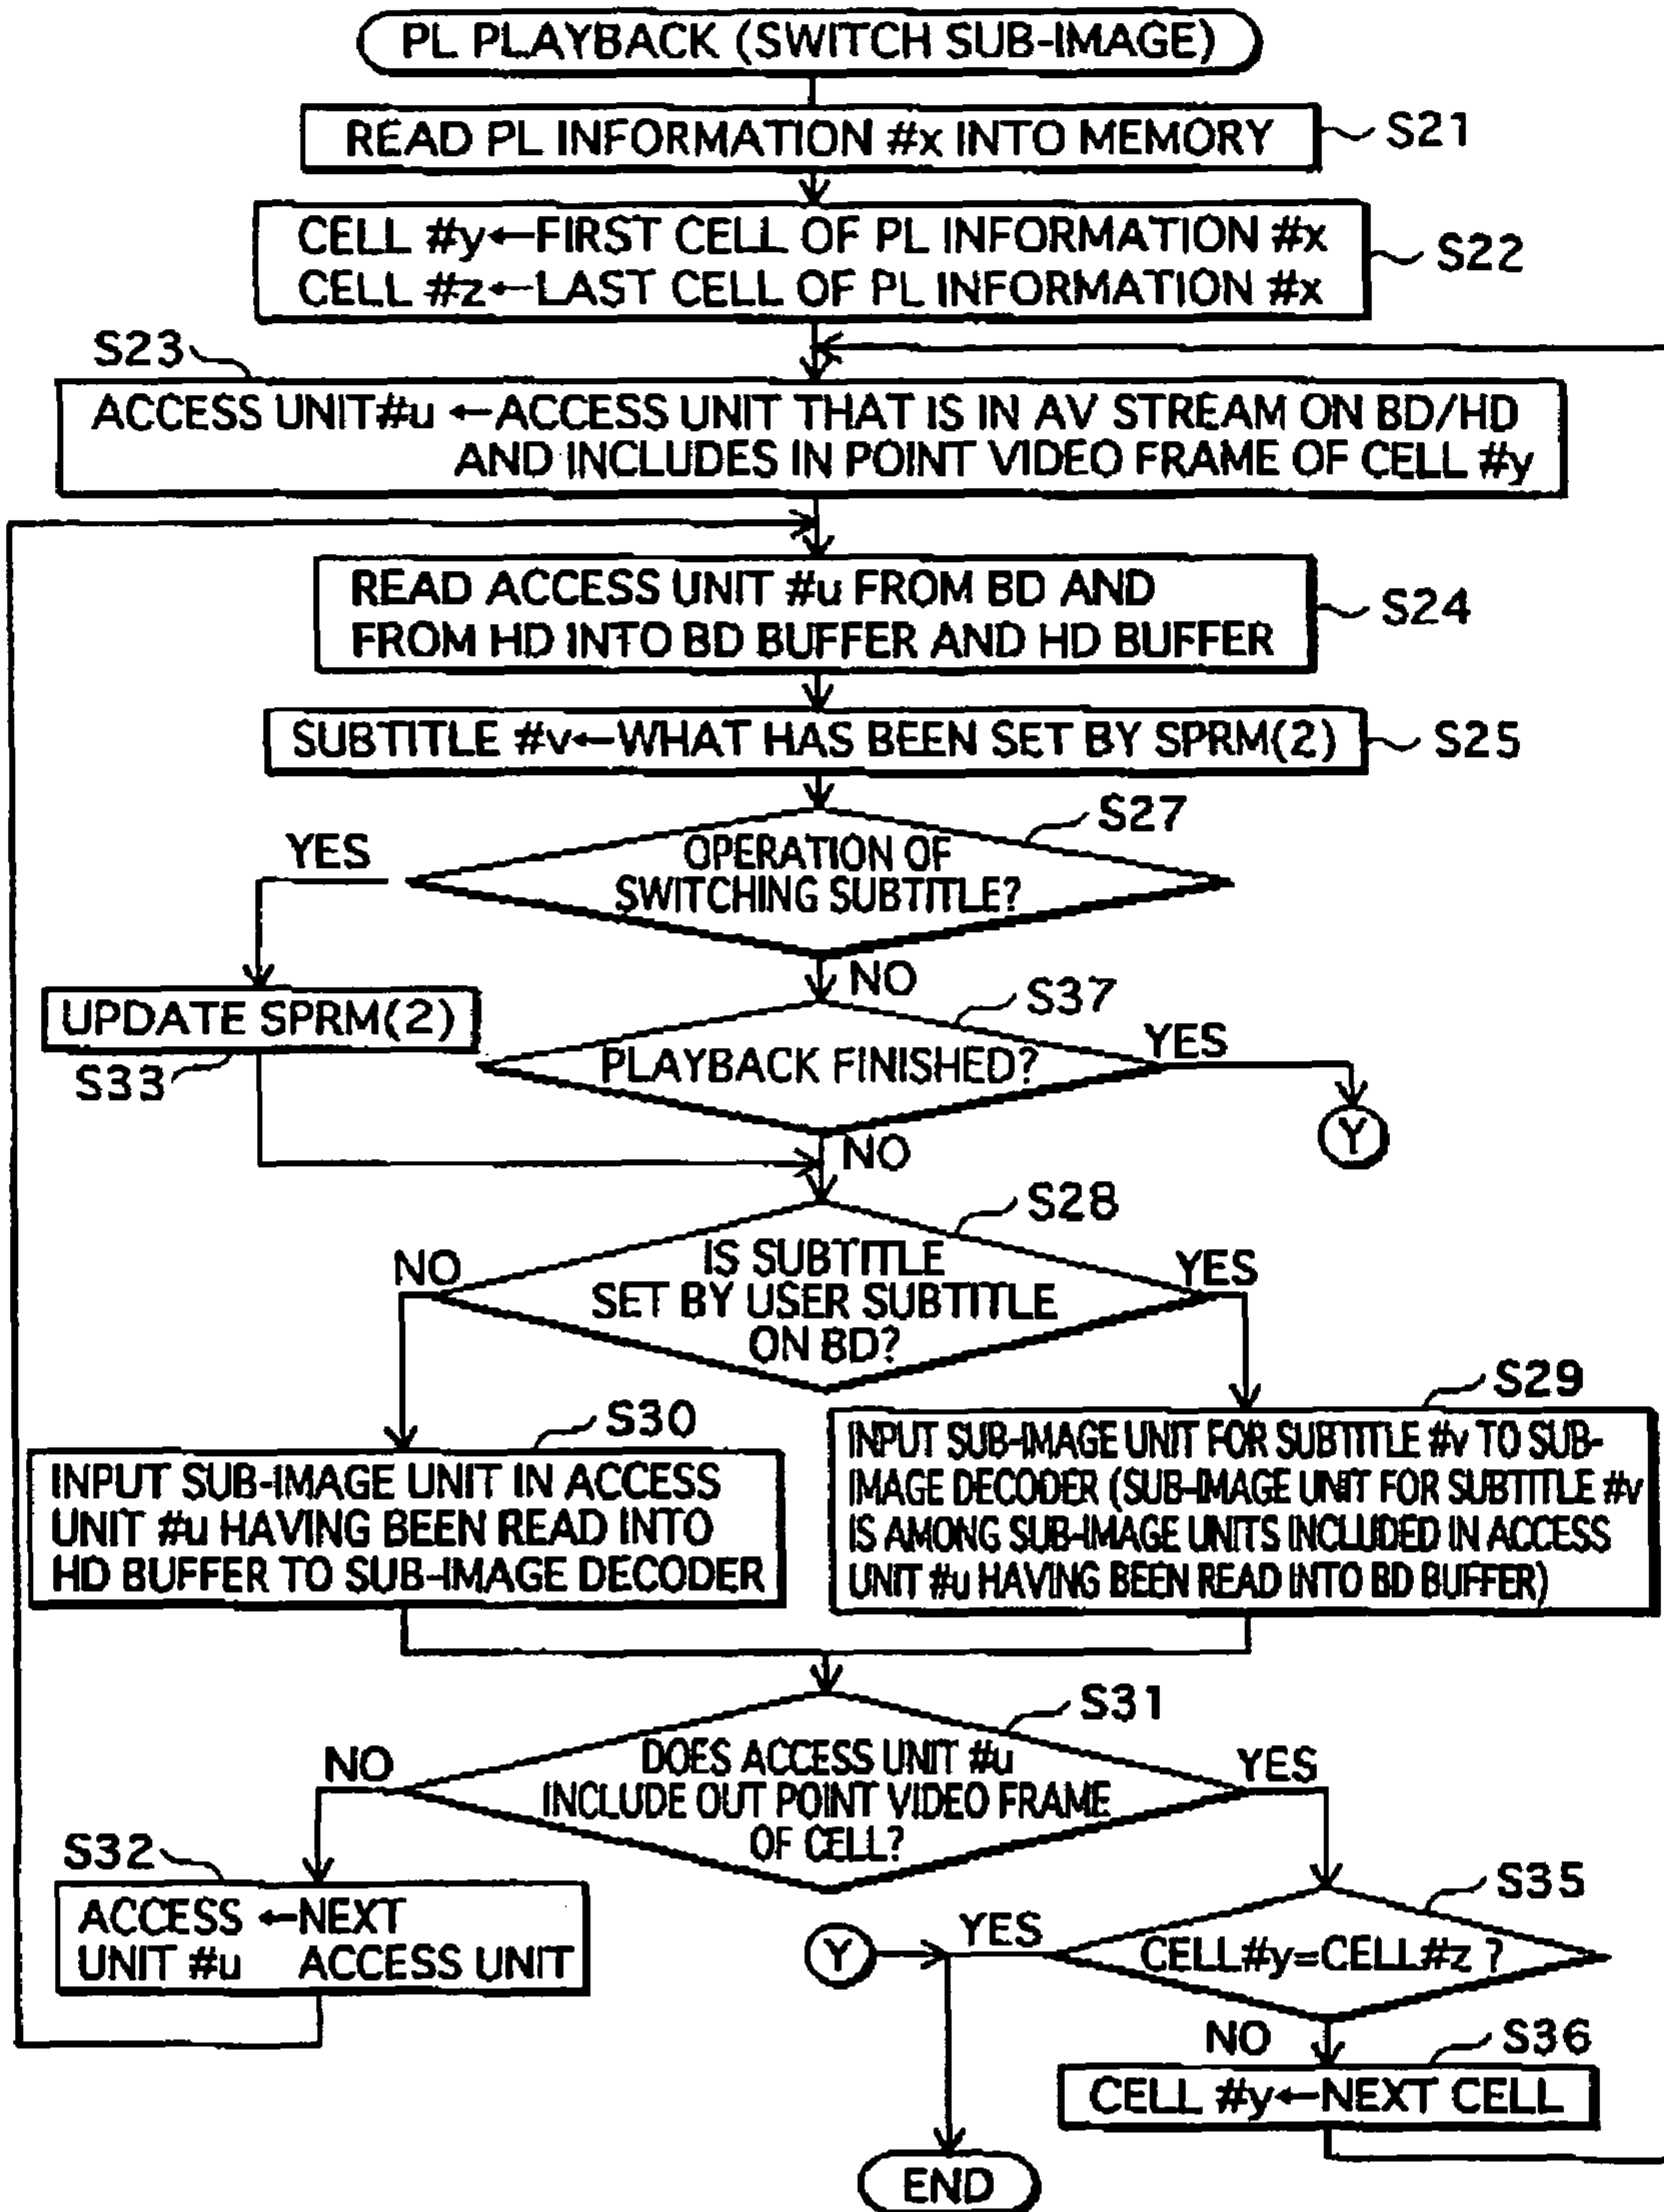 PL PLAYBACK (SWITCH SUB-IMAGE)
READ PL INFORMATION #x INTO MEMORY
S21
CELL #y←FIRST CELL OF PL INFORMATION #x
CELL #z←LAST CELL OF PL INFORMATION #x
S22
S23
ACCESS UNIT#u ←ACCESS UNIT THAT IS IN AV STREAM ON BD/HD
AND INCLUDES IN POINT VIDEO FRAME OF CELL #y
READ ACCESS UNIT #u FROM BD AND
FROM HD INTO BD BUFFER AND HD BUFFER
S24
SUBTITLE #v←WHAT HAS BEEN SET BY SPRM(2)
S25
S27
YES
OPERATION OF
SWITCHING SUBTITLE?
NO
S37
UPDATE SPRM(2)
S33
PLAYBACK FINISHED?
YES
Y
NO
S28
NO
IS SUBTITLE
SET BY USER SUBTITLE
ON BD?
YES
S30
INPUT SUB-IMAGE UNIT IN ACCESS
UNIT #u HAVING BEEN READ INTO
HD BUFFER TO SUB-IMAGE DECODER
S29
INPUT SUB-IMAGE UNIT FOR SUBTITLE #v TO SUB-
IMAGE DECODER (SUB-IMAGE UNIT FOR SUBTITLE #v
IS AMONG SUB-IMAGE UNITS INCLUDED IN ACCESS
UNIT #u HAVING BEEN READ INTO BD BUFFER)
S31
NO
DOES ACCESS UNIT #u
INCLUDE OUT POINT VIDEO FRAME
OF CELL?
YES
S32
ACCESS ←NEXT
UNIT #u ACCESS UNIT
S35
Y
YES
CELL#y=CELL#z ?
NO
S36
CELL #y←NEXT CELL
END